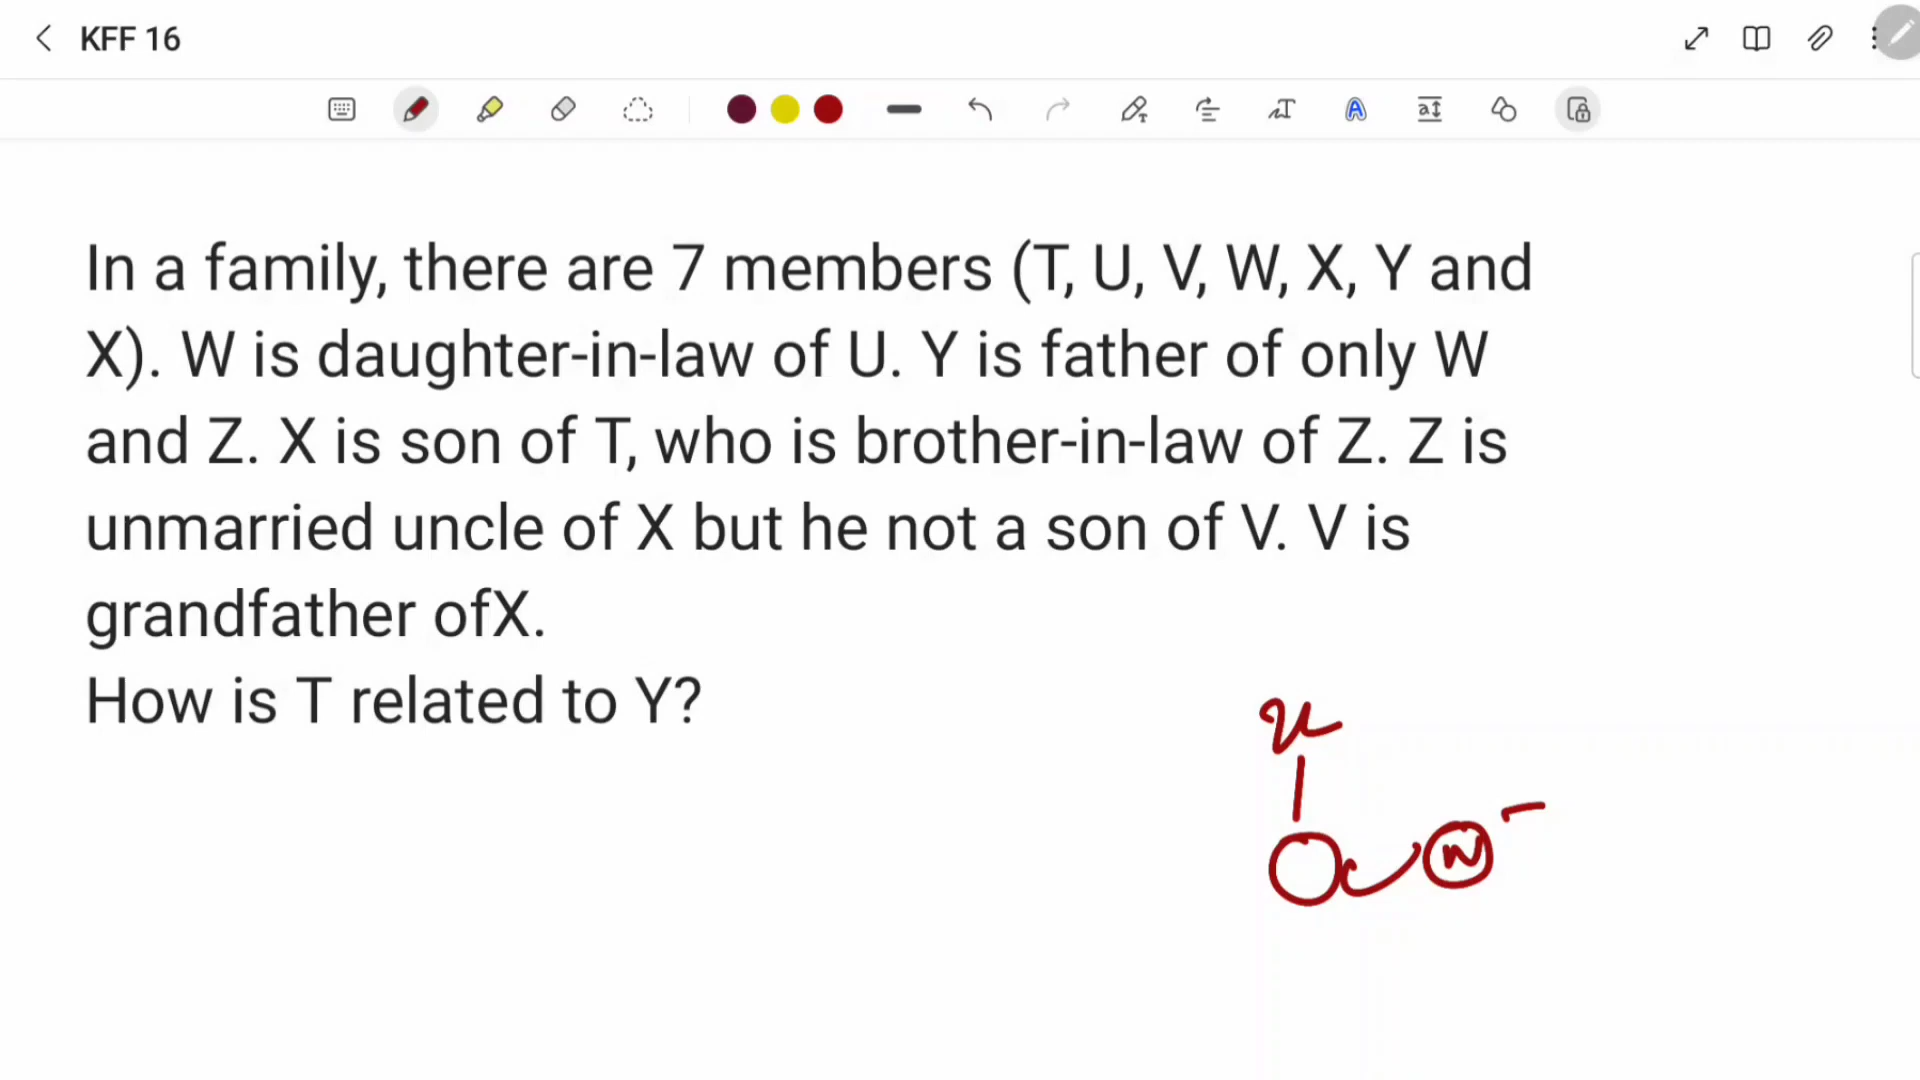 KFF 16
In a family, there are 7 members (T, U, V, W, X, Y and
X). W is daughter-in-law of U. Y is father of only W
and Z. X is son of T, who is brother-in-law of Z. Z is
unmarried uncle of X but he not a son of V. V is
grandfather ofX.
How is T related to Y?
u
W -